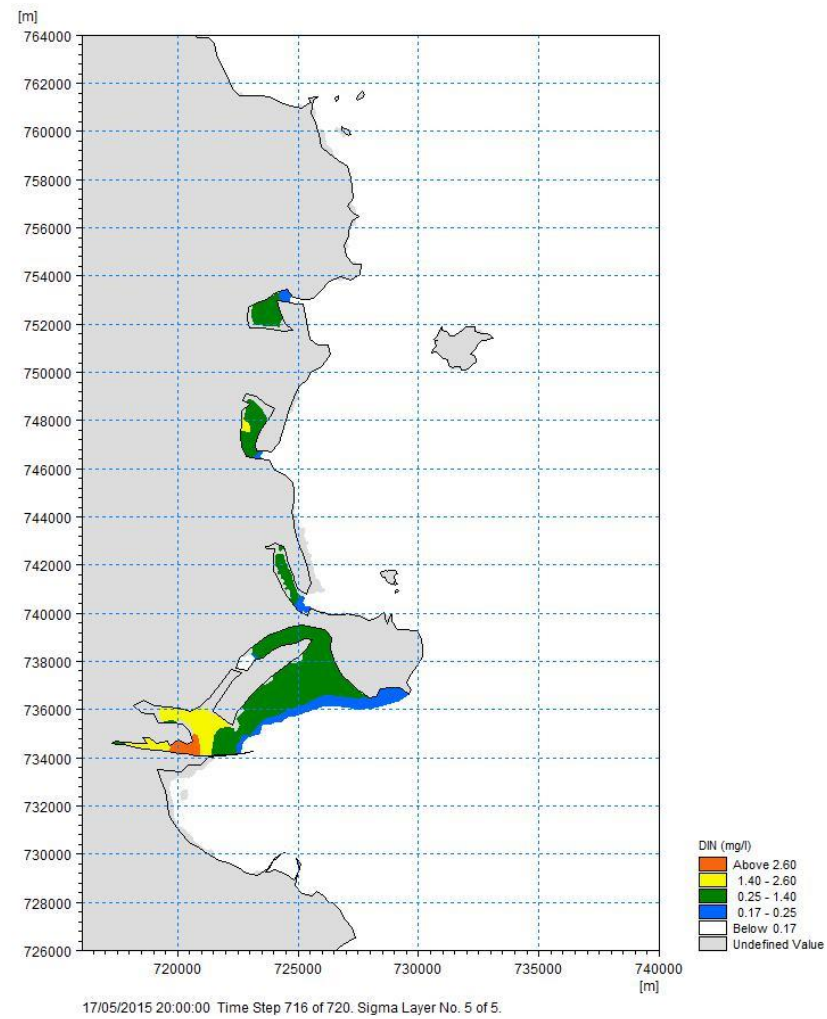 [m]
764000
762000
760000
758000
756000
754000
752000
750000
748000
746000
744000
742000
740000
738000
736000
734000
732000
730000
728000
726000
720000 725000 730000 735000 740000
[m]
DIN (mg/l)
Above 2.60
1.40 - 2.60
0.25 - 1.40
0.17 - 0.25
Below 0.17
Undefined Value
17/05/2015 20:00:00 Time Step 716 of 720. Sigma Layer No. 5 of 5.